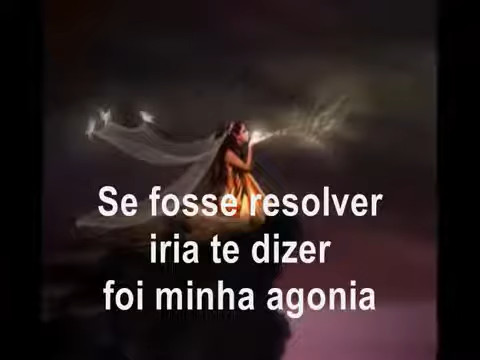 Se fosse resolver
iria te dizer
foi minha agonia